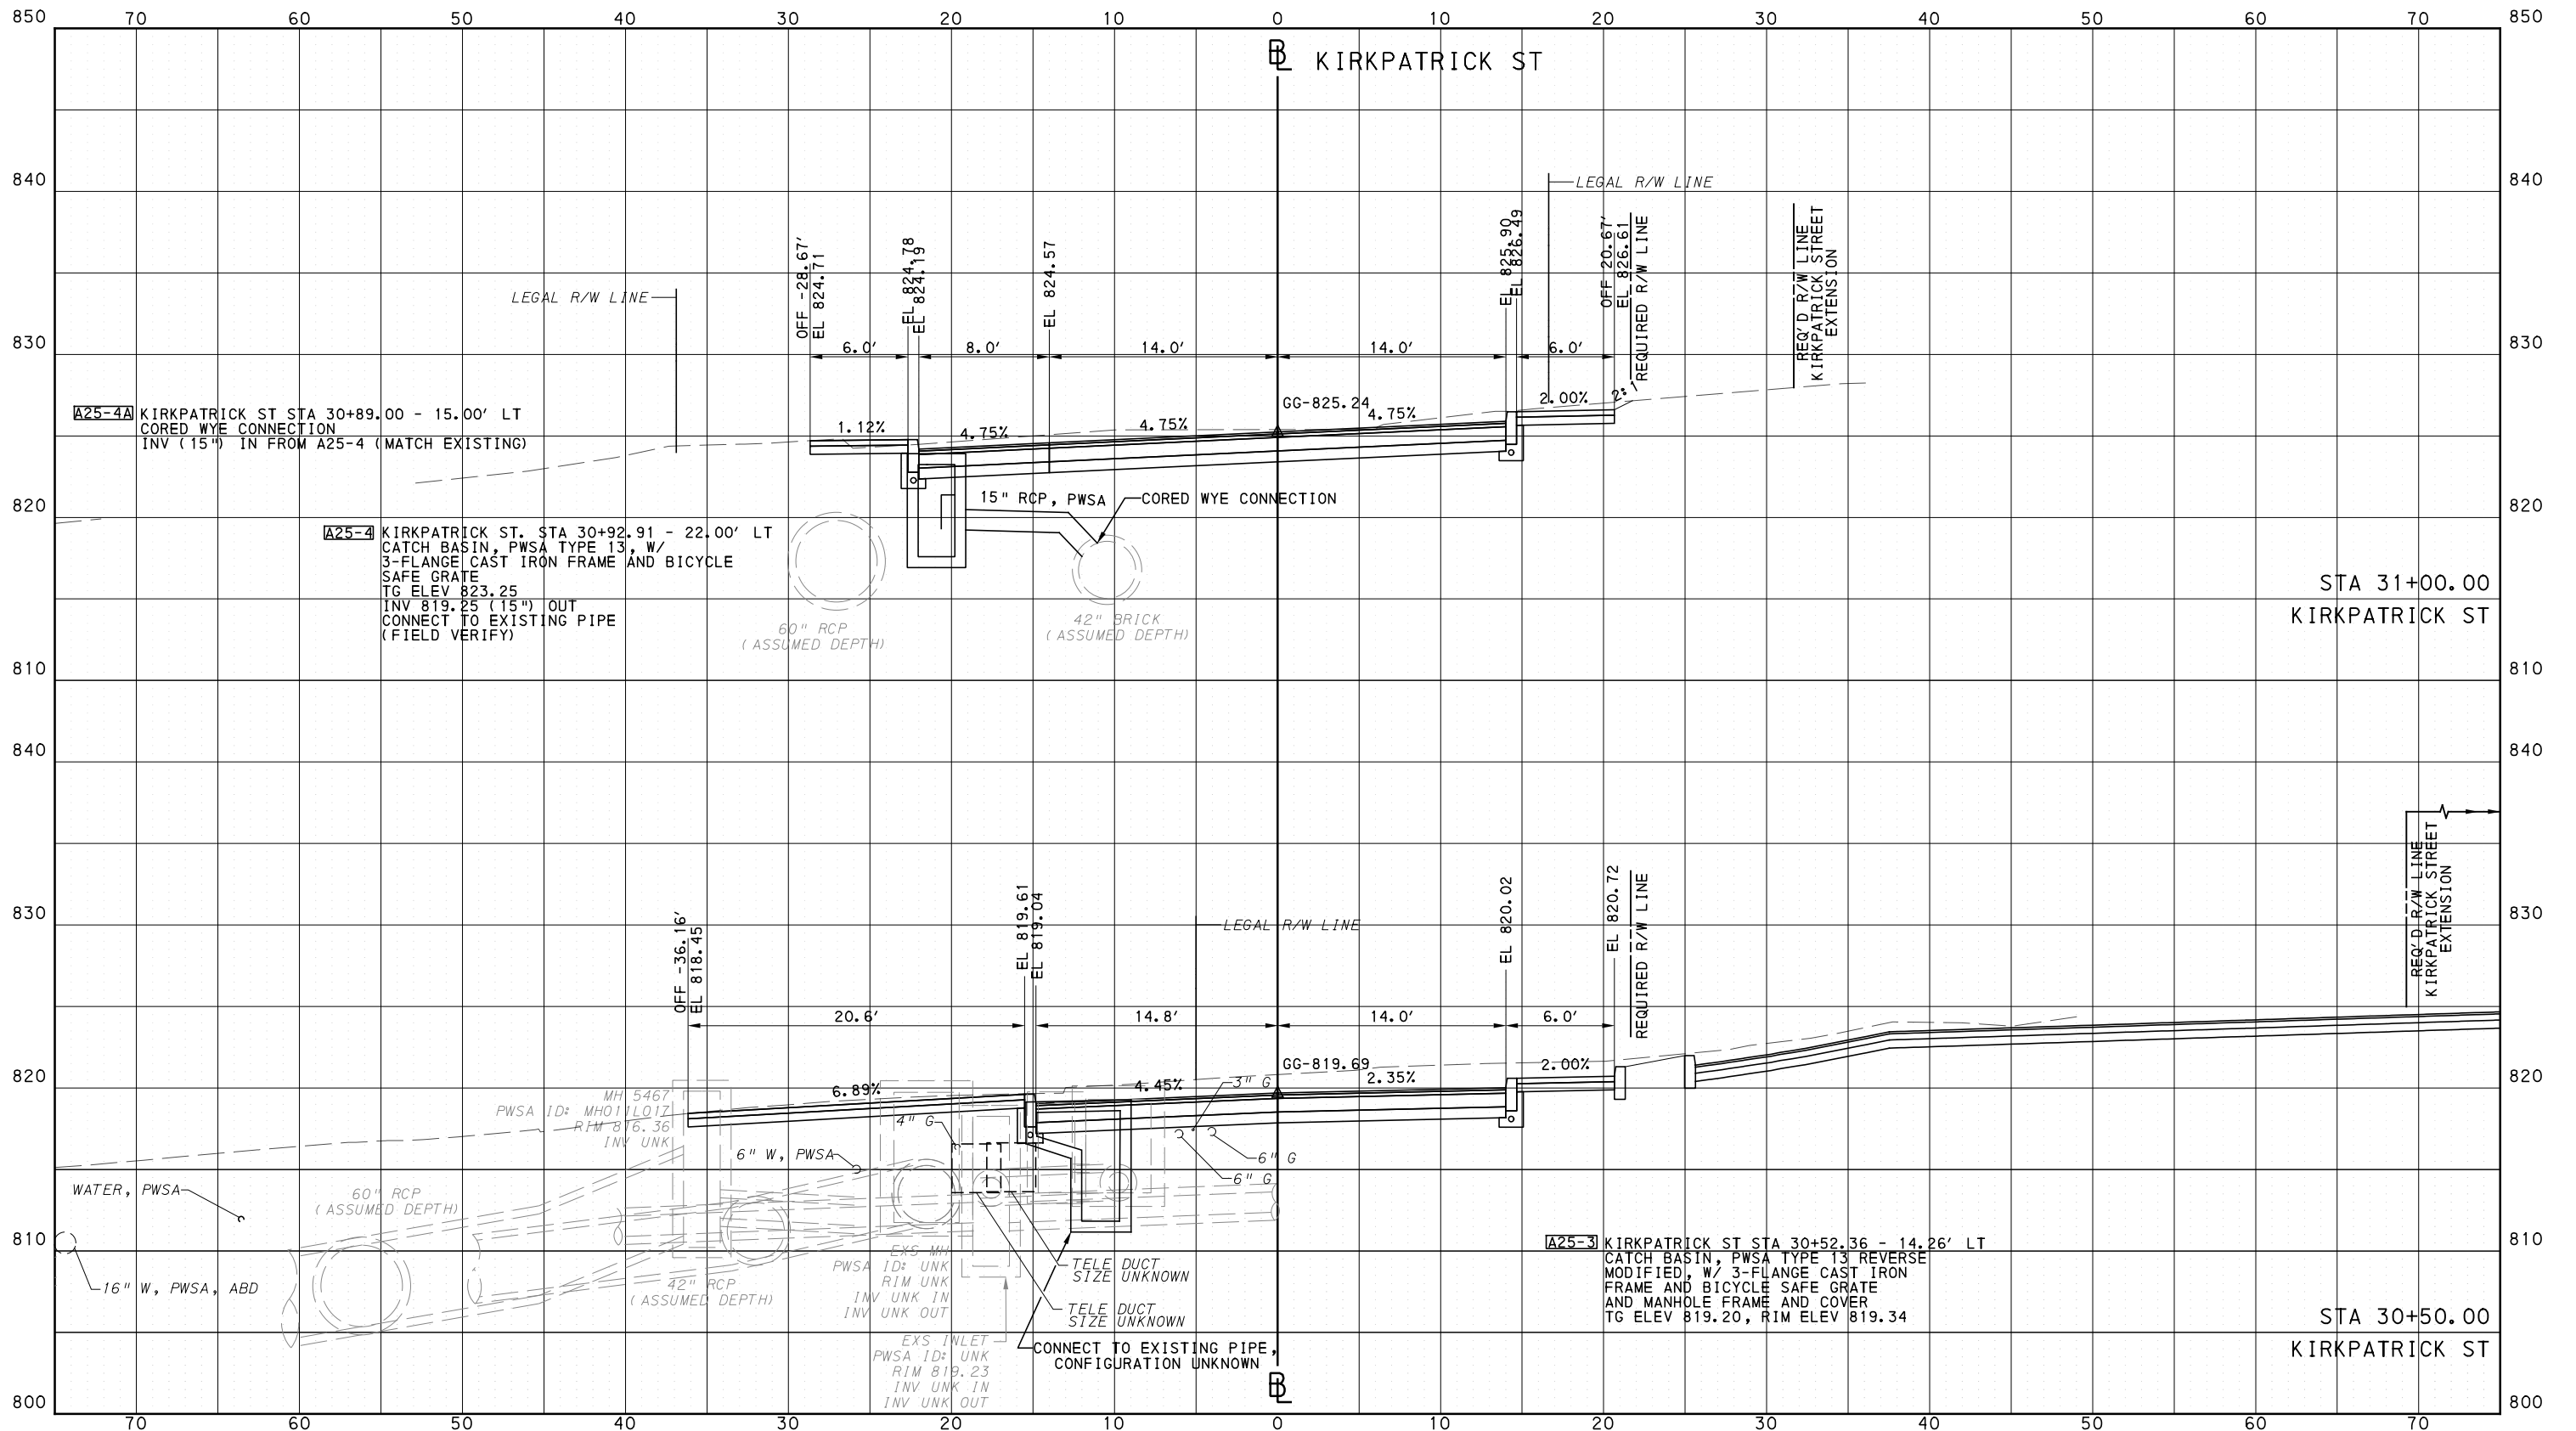 850 70 60 50 40 30 20 10 0 10 20 30 40 50 60 70 850
BL KIRKPATRICK ST
840 840
LEGAL R/W LINE
LEGAL R/W LINE
OFF -28.67'
EL 824.71
EL 824.78
EL 824.19
EL 824.57
EL 825.90
EL 826.49
OFF 20.67'
EL 826.61
REQUIRED R/W LINE
REQ'D R/W LINE
KIRKPATRICK STREET
EXTENSION
830 830
6.0' 8.0' 14.0' 14.0' 6.0'
GG-825.24
1.12% 4.75% 4.75% 4.75% 2.00% 2:1
A25-4A KIRKPATRICK ST STA 30+89.00 - 15.00' LT
CORED WYE CONNECTION
INV (15") IN FROM A25-4 (MATCH EXISTING)
820 820
15" RCP, PWSA
CORED WYE CONNECTION
A25-4 KIRKPATRICK ST. STA 30+92.91 - 22.00' LT
CATCH BASIN, PWSA TYPE 13, W/
3-FLANGE CAST IRON FRAME AND BICYCLE
SAFE GRATE
TG ELEV 823.25
INV 819.25 (15") OUT
CONNECT TO EXISTING PIPE
(FIELD VERIFY)
60" RCP
(ASSUMED DEPTH)
42" BRICK
(ASSUMED DEPTH)
STA 31+00.00
KIRKPATRICK ST
810 810
840 840
830 830
OFF -36.16'
EL 818.45
EL 819.61
EL 819.04
LEGAL R/W LINE
EL 820.02
EL 820.72
REQUIRED R/W LINE
REQ'D R/W LINE
KIRKPATRICK STREET
EXTENSION
20.6' 14.8' 14.0' 6.0'
GG-819.69
6.89% 4.45% 2.35% 2.00%
820 820
MH 5467
PWSA ID: MH011L017
RIM 816.36
INV UNK
4" G
3" G
6" G
6" G
6" W, PWSA
WATER, PWSA
60" RCP
(ASSUMED DEPTH)
810 810
16" W, PWSA, ABD
42" RCP
(ASSUMED DEPTH)
EXS MH
PWSA ID: UNK
RIM UNK
INV UNK IN
INV UNK OUT
TELE DUCT
SIZE UNKNOWN
TELE DUCT
SIZE UNKNOWN
EXS INLET
PWSA ID: UNK
RIM 819.23
INV UNK IN
INV UNK OUT
CONNECT TO EXISTING PIPE,
CONFIGURATION UNKNOWN
A25-3 KIRKPATRICK ST STA 30+52.36 - 14.26' LT
CATCH BASIN, PWSA TYPE 13 REVERSE
MODIFIED, W/ 3-FLANGE CAST IRON
FRAME AND BICYCLE SAFE GRATE
AND MANHOLE FRAME AND COVER
TG ELEV 819.20, RIM ELEV 819.34
STA 30+50.00
KIRKPATRICK ST
BL
800 70 60 50 40 30 20 10 0 10 20 30 40 50 60 70 800